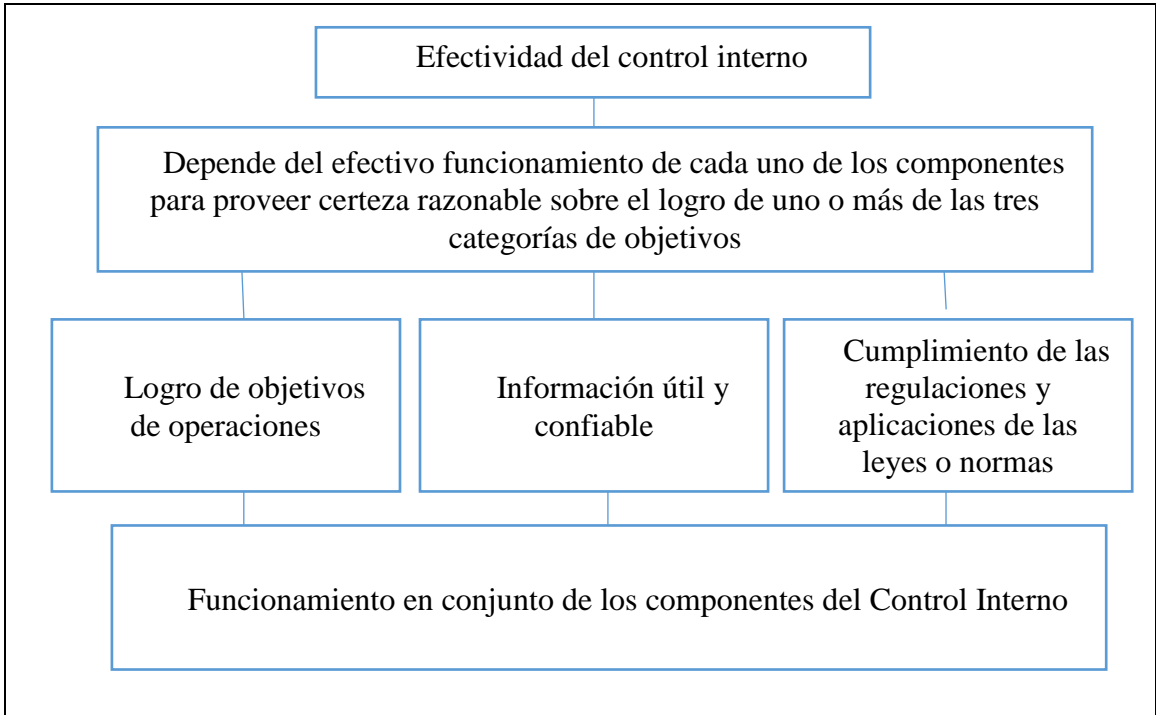 Efectividad del control interno
Depende del efectivo funcionamiento de cada uno de los componentes
para proveer certeza razonable sobre el logro de uno o más de las tres
categorías de objetivos
Logro de objetivos
de operaciones
Información útil y
confiable
Cumplimiento de las
regulaciones y
aplicaciones de las
leyes o normas
Funcionamiento en conjunto de los componentes del Control Interno